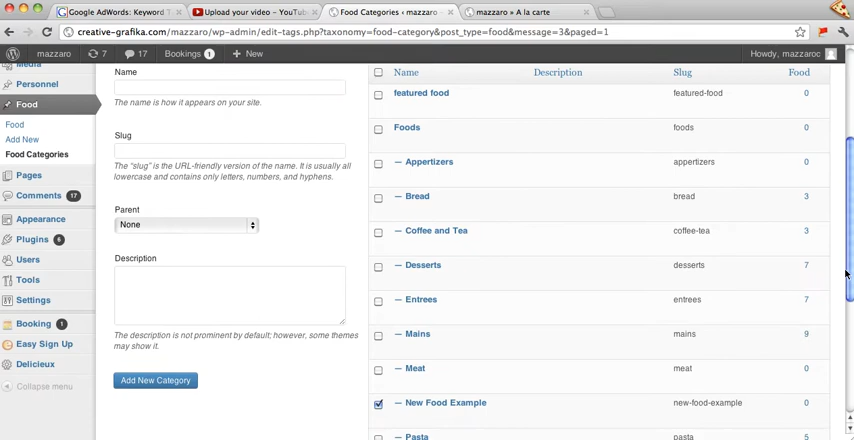 Google AdWords: Keyword T
Upload your video – YouTub
Food Categories ‹ mazzaro
mazzaro » A la carte
creative-grafika.com/mazzaro/wp-admin/edit-tags.php?taxonomy=food-category&post_type=food&message=3&paged=1
mazzaro 7 17 Bookings 1 + New Howdy, mazzaroc
Media
Personnel
Food
Food
Add New
Food Categories
Pages
Comments 17
Appearance
Plugins 6
Users
Tools
Settings
Booking 1
Easy Sign Up
Delicieux
Collapse menu
Name
The name is how it appears on your site.
Slug
The “slug” is the URL-friendly version of the name. It is usually all
lowercase and contains only letters, numbers, and hyphens.
Parent
None
Description
The description is not prominent by default; however, some themes
may show it.
Add New Category
Name Description Slug Food
featured food featured-food 0
Foods foods 0
— Appertizers appertizers 0
— Bread bread 3
— Coffee and Tea coffee-tea 3
— Desserts desserts 7
— Entrees entrees 7
— Mains mains 9
— Meat meat 0
— New Food Example new-food-example 0
— Pasta pasta 5